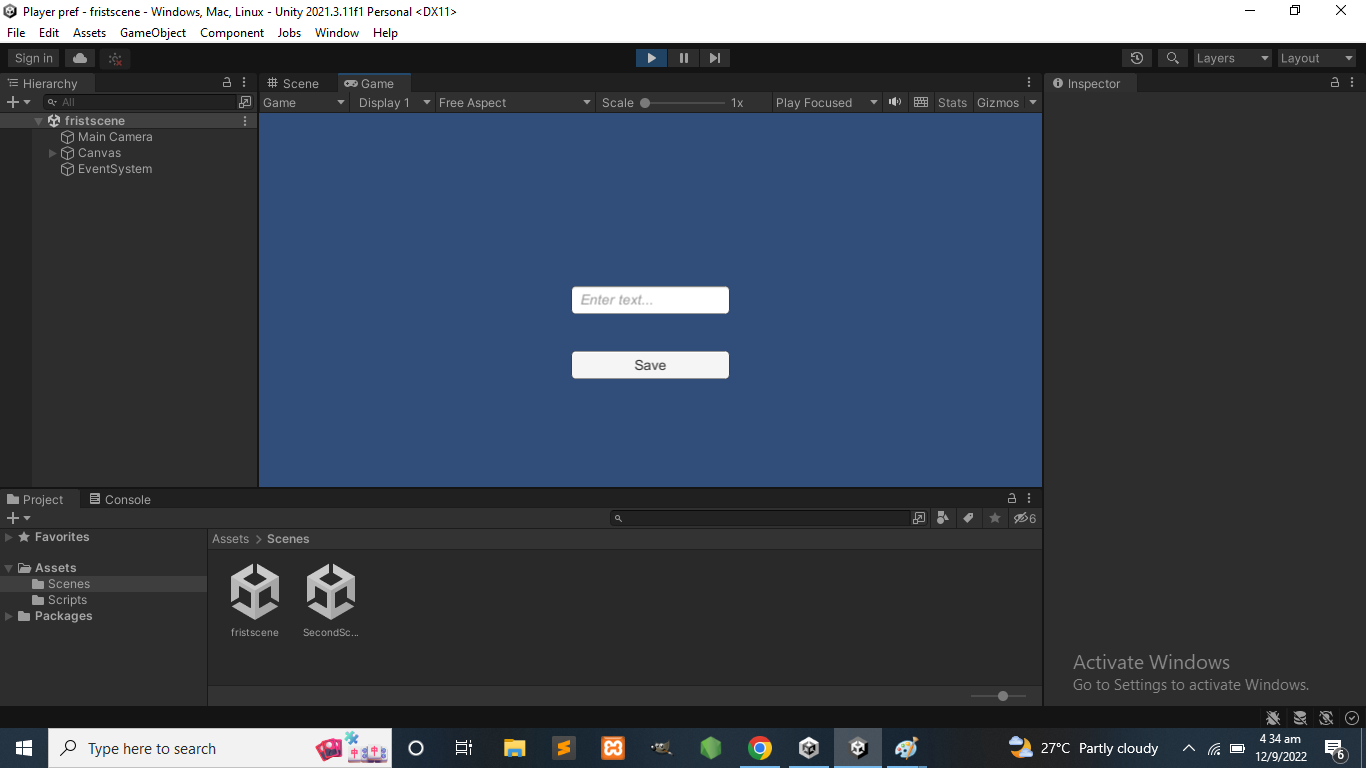 Player pref - fristscene - Windows, Mac, Linux - Unity 2021.3.11f1 Personal <DX11>
File Edit Assets GameObject Component Jobs Window Help
Sign in Layers Layout
Hierarchy Scene Game Inspector
All Game Display 1 Free Aspect Scale 1x Play Focused Stats Gizmos
fristscene
Main Camera
Canvas
EventSystem
Enter text...
Save
Project Console
6
Favorites
Assets > Scenes
Assets
Scenes
Scripts
Packages
fristscene SecondSc...
Activate Windows
Go to Settings to activate Windows.
Type here to search
27°C Partly cloudy
4:34 am
12/9/2022
6